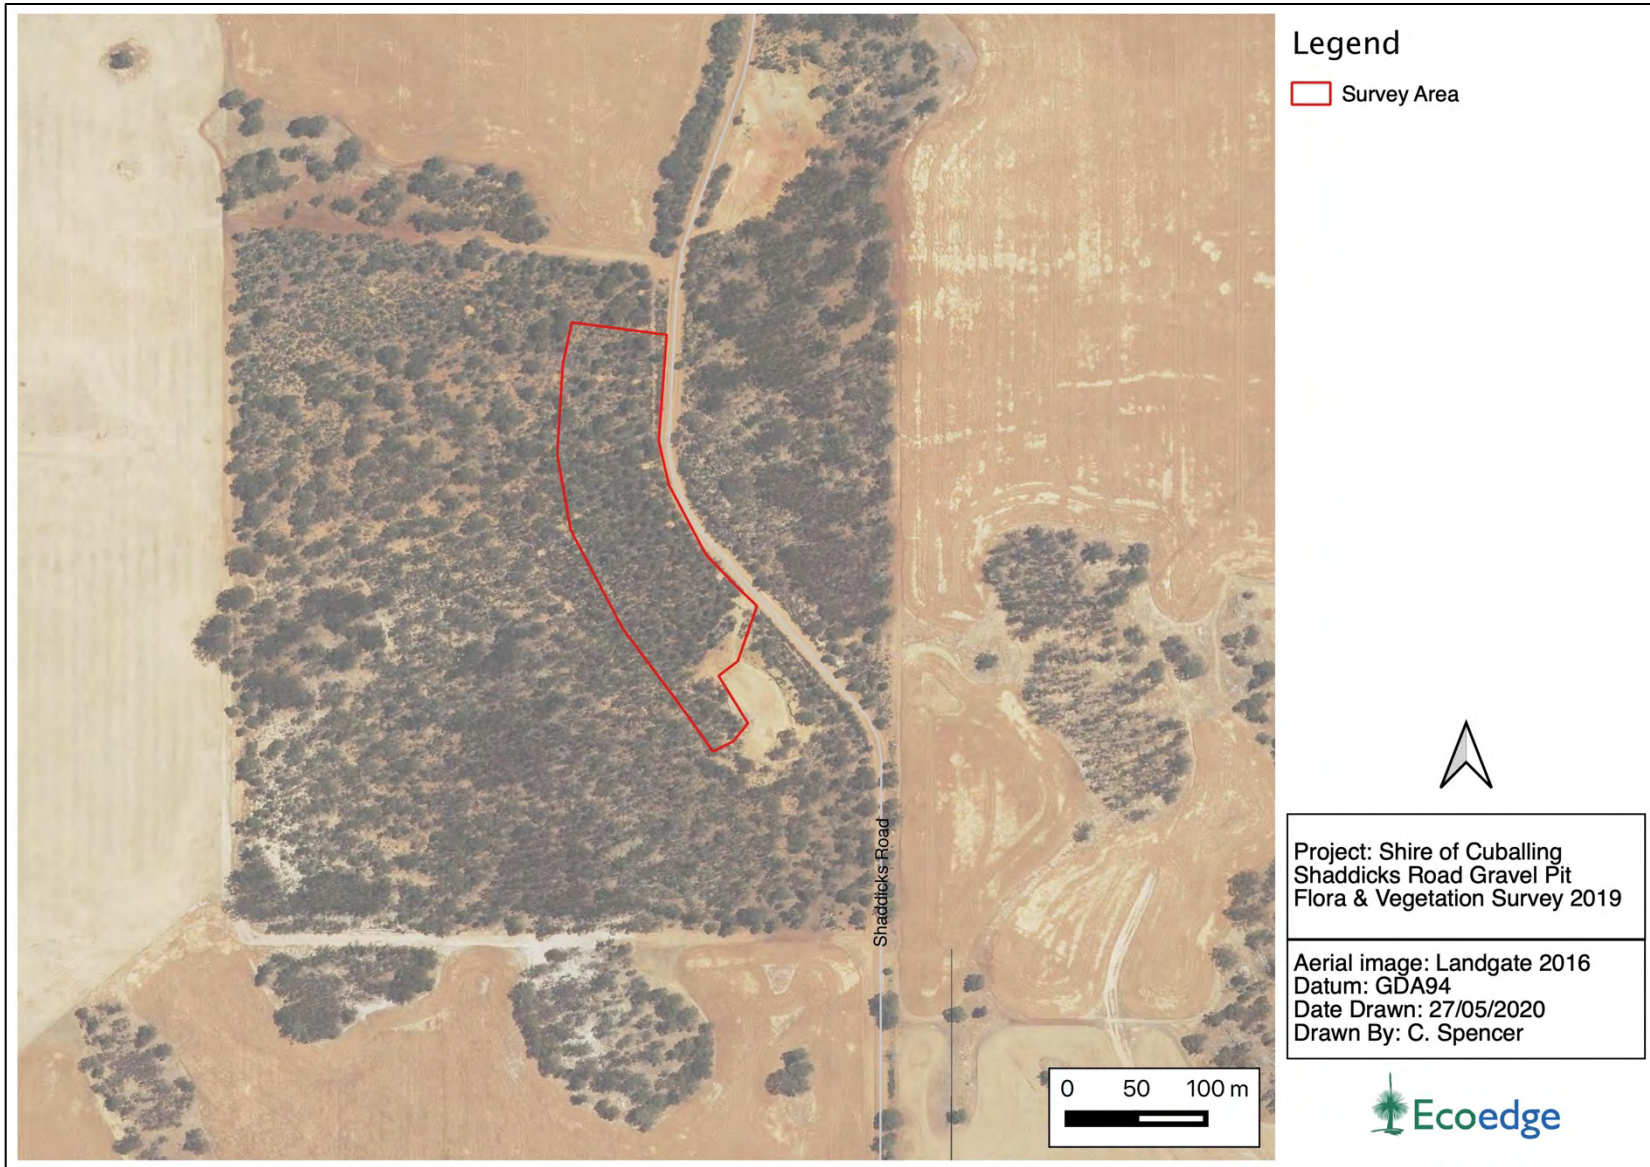 Legend
Survey Area
Shaddicks Road
Project: Shire of Cuballing
Shaddicks Road Gravel Pit
Flora & Vegetation Survey 2019
Aerial image: Landgate 2016
Datum: GDA94
Date Drawn: 27/05/2020
Drawn By: C. Spencer
0 50 100 m
Ecoedge